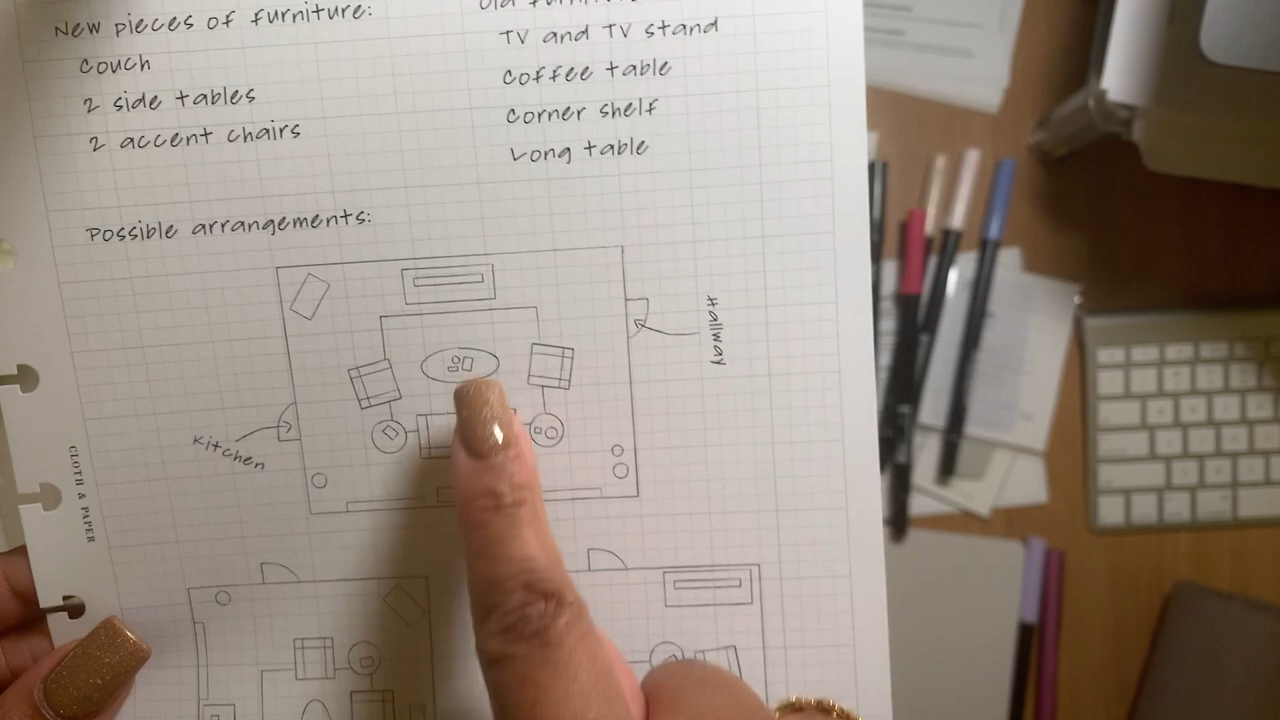 New pieces of furniture:
couch
2 side tables
2 accent chairs
TV and TV stand
coffee table
corner shelf
Long table
Possible arrangements:
Hallway
Kitchen
CLOTH & PAPER